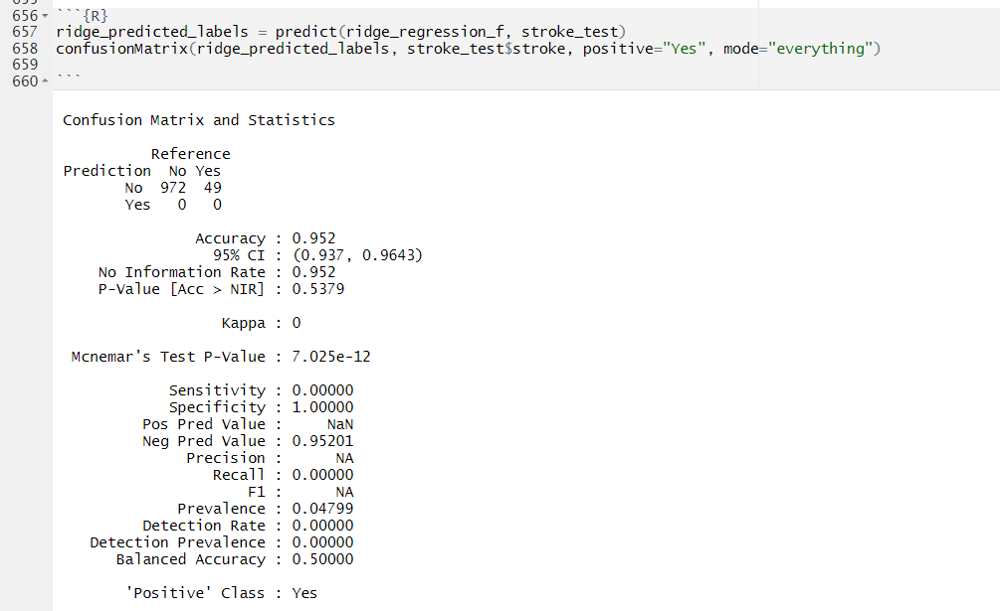 655
656 ```{R}
657 ridge_predicted_labels = predict(ridge_regression_f, stroke_test)
658 confusionMatrix(ridge_predicted_labels, stroke_test$stroke, positive="Yes", mode="everything")
659
660 ```
Confusion Matrix and Statistics
Reference
Prediction No Yes
No 972 49
Yes 0 0
Accuracy : 0.952
95% CI : (0.937, 0.9643)
No Information Rate : 0.952
P-Value [Acc > NIR] : 0.5379
Kappa : 0
Mcnemar's Test P-Value : 7.025e-12
Sensitivity : 0.00000
Specificity : 1.00000
Pos Pred Value : NaN
Neg Pred Value : 0.95201
Precision : NA
Recall : 0.00000
F1 : NA
Prevalence : 0.04799
Detection Rate : 0.00000
Detection Prevalence : 0.00000
Balanced Accuracy : 0.50000
'Positive' Class : Yes